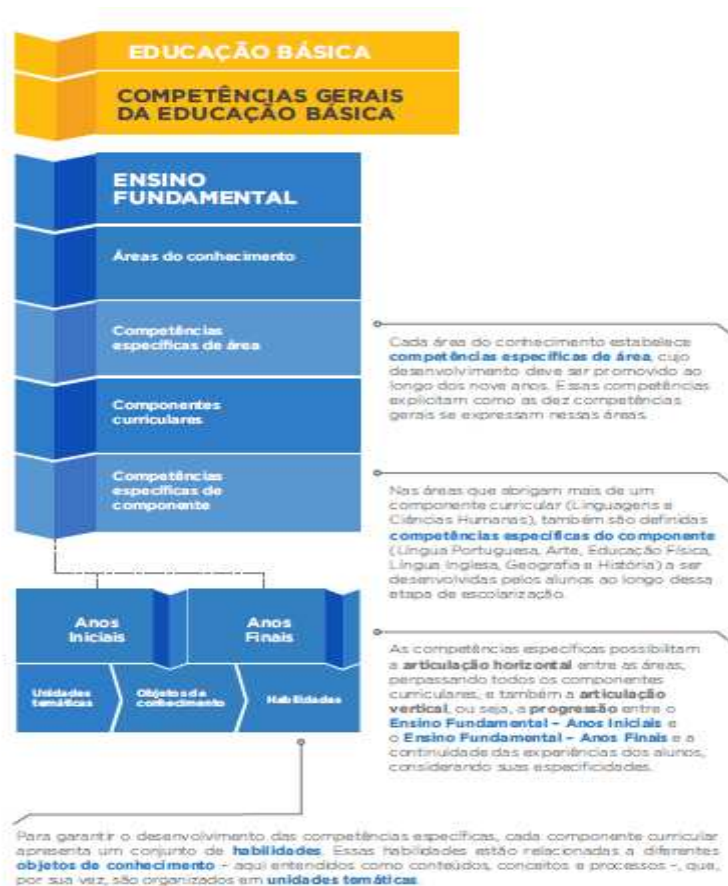 EDUCAÇÃO BÁSICA
COMPETÊNCIAS GERAIS
DA EDUCAÇÃO BÁSICA
ENSINO
FUNDAMENTAL
Áreas do conhecimento
Competências
específicas de área
Componentes
curriculares
Competências
específicas de
componente
Anos
Iniciais
Anos
Finais
Unidades
temáticas
Objetos de
conhecimento
Habilidades
Cada área do conhecimento estabelece
competências específicas de área, cujo
desenvolvimento deve ser promovido ao
longo dos nove anos. Essas competências
explicitam como as dez competências
gerais se expressam nessas áreas.
Nas áreas que abrigam mais de um
componente curricular (Linguagens e
Ciências Humanas), também são definidas
competências específicas do componente
(Língua Portuguesa, Arte, Educação Física,
Língua Inglesa, Geografia e História) a ser
desenvolvidas pelos alunos ao longo dessa
etapa de escolarização.
As competências específicas possibilitam
a articulação horizontal entre as áreas,
perpassando todos os componentes
curriculares, e também a articulação
vertical, ou seja, a progressão entre o
Ensino Fundamental – Anos Iniciais e
o Ensino Fundamental – Anos Finais e a
continuidade das experiências dos alunos,
considerando suas especificidades.
Para garantir o desenvolvimento das competências específicas, cada componente curricular
apresenta um conjunto de habilidades. Essas habilidades estão relacionadas a diferentes
objetos de conhecimento – aqui entendidos como conteúdos, conceitos e processos –, que,
por sua vez, são organizados em unidades temáticas.